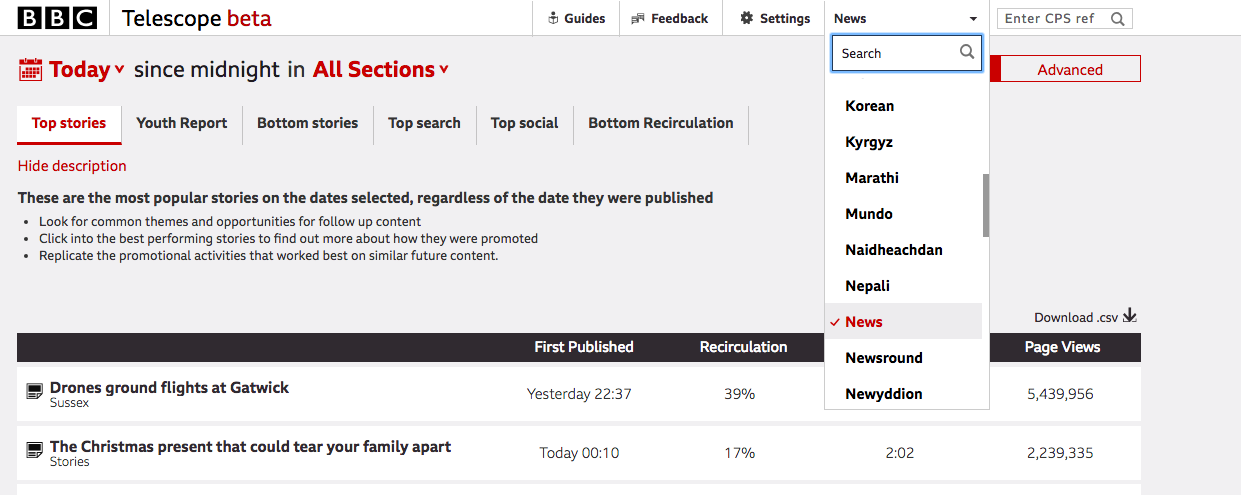 BBC Telescope beta Guides Feedback Settings News Enter CPS ref
Search
Today since midnight in All Sections Advanced
Top stories Youth Report Bottom stories Top search Top social Bottom Recirculation
Hide description
These are the most popular stories on the dates selected, regardless of the date they were published
Look for common themes and opportunities for follow up content
Click into the best performing stories to find out more about how they were promoted
Replicate the promotional activities that worked best on similar future content.
Korean
Kyrgyz
Marathi
Mundo
Naidheachdan
Nepali
News
Newsround
Newyddion
Download .csv
First Published Recirculation Page Views
Drones ground flights at Gatwick Yesterday 22:37 39% 5,439,956
Sussex
The Christmas present that could tear your family apart Today 00:10 17% 2:02 2,239,335
Stories